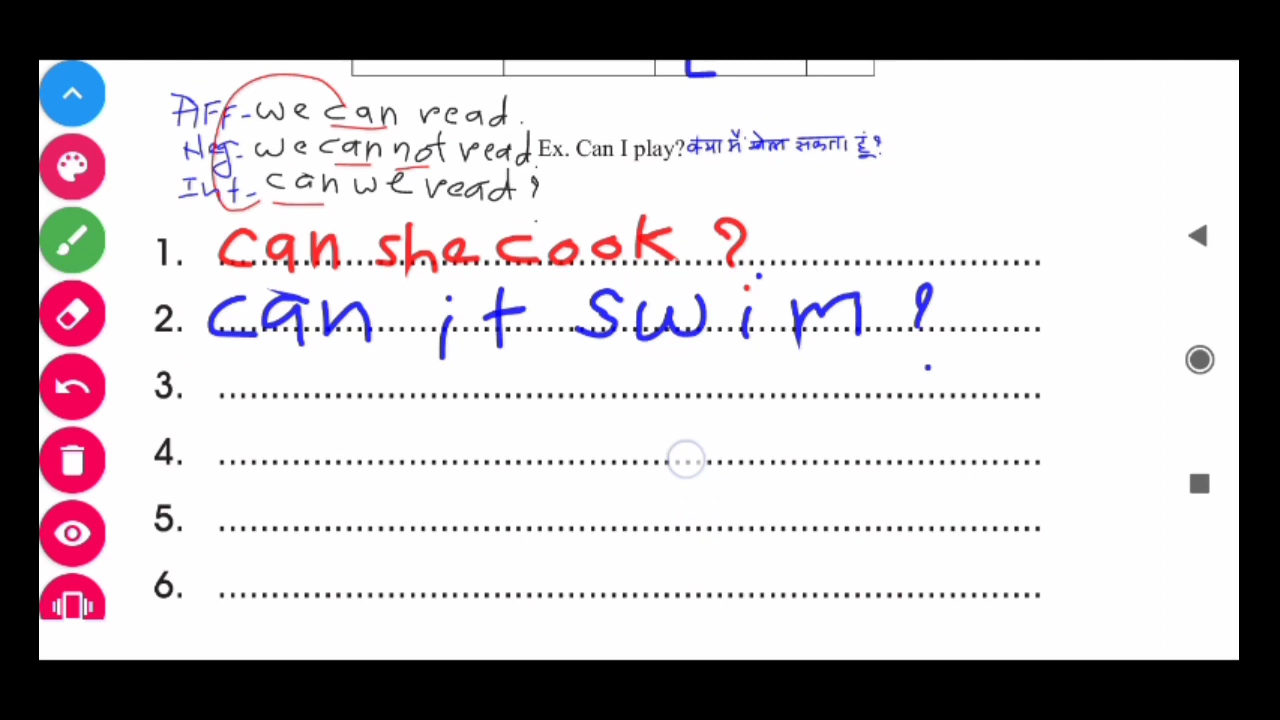 Aff- we can read.
Neg- we can not read Ex. Can I play? क्या मैं खेल सकता हूं?
Int- can we read?
1. can she cook ?
2. can it swim ?
3.
4.
5.
6.